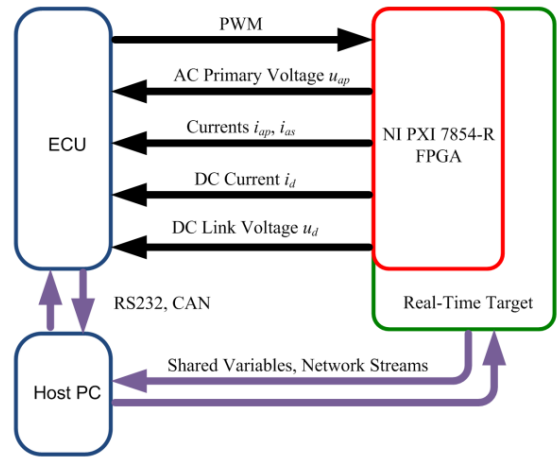 PWM
AC Primary Voltage uap
Currents iap, ias
ECU
NI PXI 7854-R
FPGA
DC Current id
DC Link Voltage ud
RS232, CAN
Real-Time Target
Shared Variables, Network Streams
Host PC